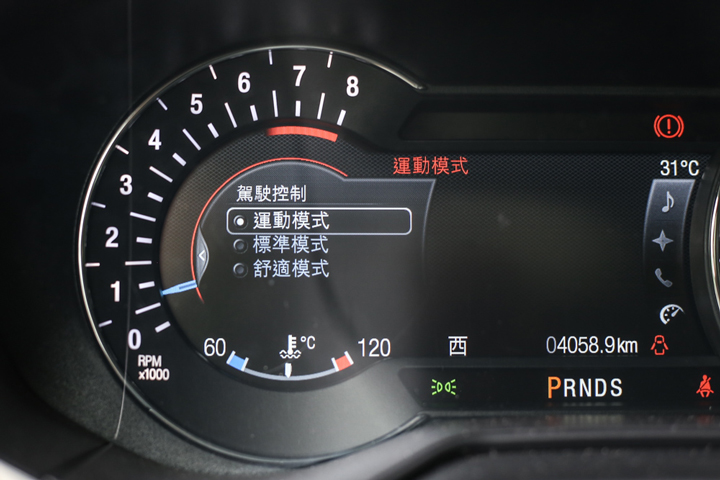 8
7
6
5
4
3
2
1
0
RPM
x1000
運動模式
31°C
駕駛控制
運動模式
標準模式
舒適模式
60
°C
120
西
04058.9km
PRNDS